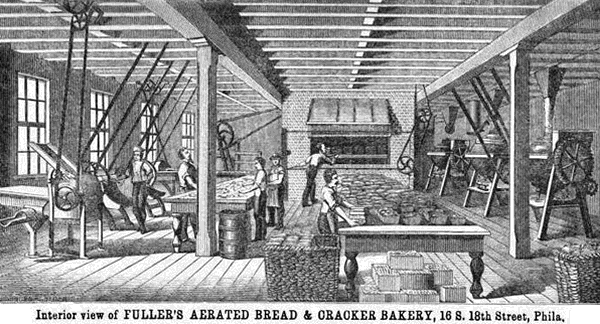 Interior view of FULLER'S AERATED BREAD & CRACKER BAKERY, 16 S. 18th Street, Phila.